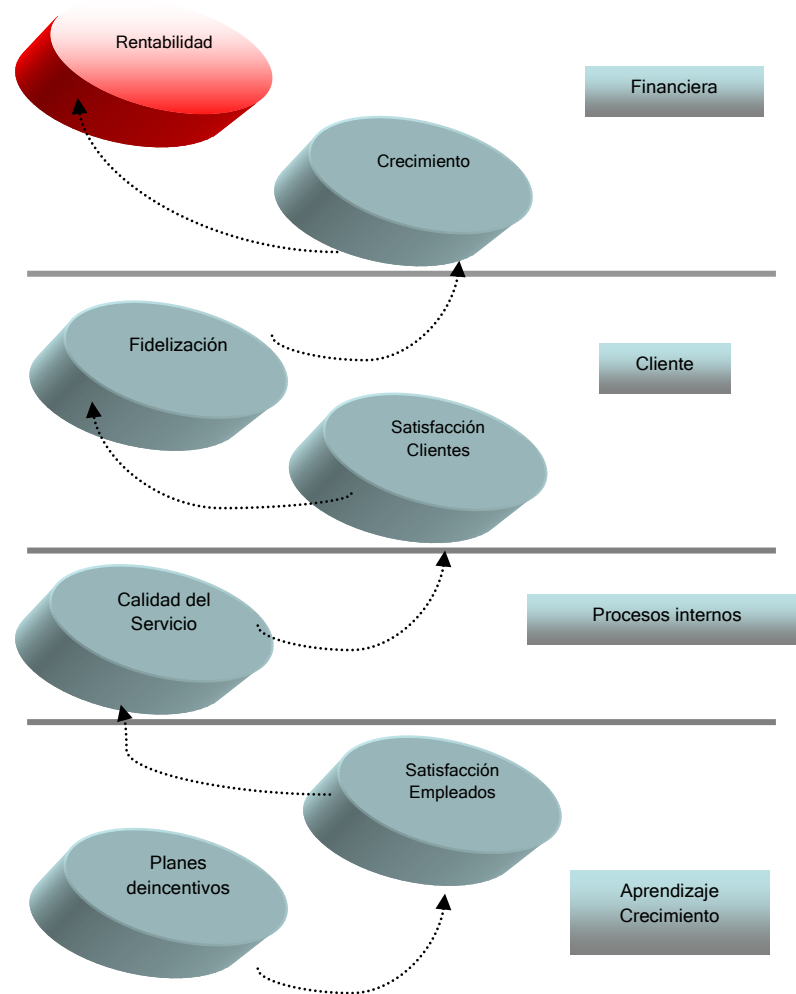 Rentabilidad
Financiera
Crecimiento
Fidelización
Cliente
Satisfacción
Clientes
Calidad del
Servicio
Procesos internos
Satisfacción
Empleados
Planes
deincentivos
Aprendizaje
Crecimiento